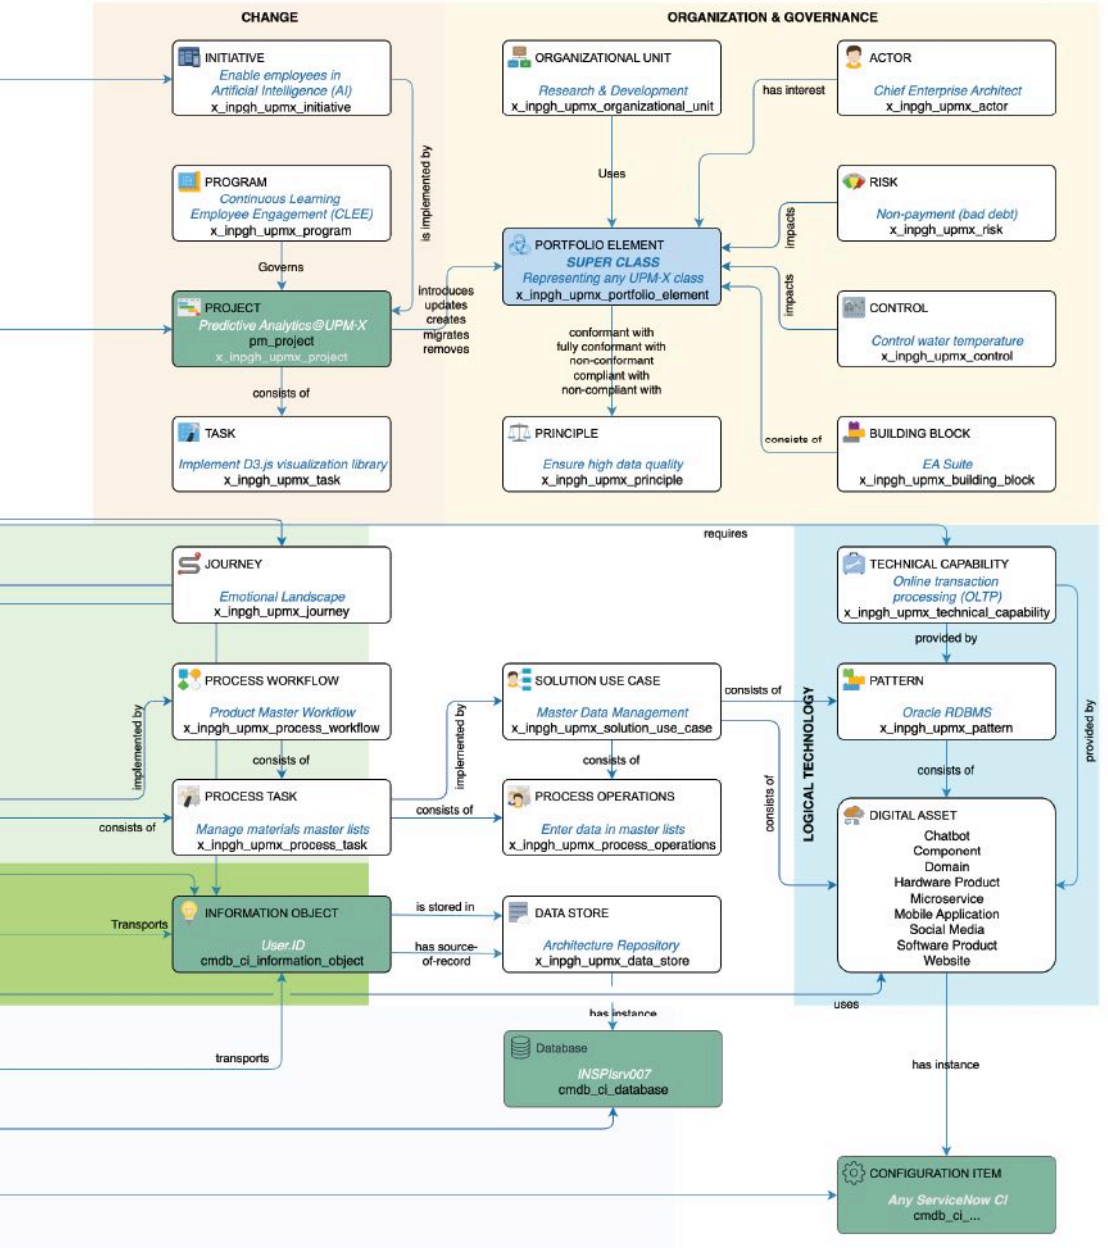 CHANGE
ORGANIZATION & GOVERNANCE
INITIATIVE
Enable employees in
Artificial Intelligence (AI)
x_inpgh_upmx_initiative
ORGANIZATIONAL UNIT
Research & Development
x_inpgh_upmx_organizational_unit
has interest
ACTOR
Chief Enterprise Architect
x_inpgh_upmx_actor
is implemented by
Uses
PROGRAM
Continuous Learning
Employee Engagement (CLEE)
x_inpgh_upmx_program
RISK
Non-payment (bad debt)
x_inpgh_upmx_risk
impacts
Governs
PORTFOLIO ELEMENT
SUPER CLASS
Representing any UPM-X class
x_inpgh_upmx_portfolio_element
impacts
PROJECT
Predictive Analytics@UPM-X
pm_project
x_inpgh_upmx_project
introduces
updates
creates
migrates
removes
CONTROL
Control water temperature
x_inpgh_upmx_control
conformant with
fully conformant with
non-conformant
compliant with
non-compliant with
consists of
TASK
Implement D3.js visualization library
x_inpgh_upmx_task
PRINCIPLE
Ensure high data quality
x_inpgh_upmx_principle
consists of
BUILDING BLOCK
EA Suite
x_inpgh_upmx_building_block
requires
JOURNEY
Emotional Landscape
x_inpgh_upmx_journey
TECHNICAL CAPABILITY
Online transaction
processing (OLTP)
x_inpgh_upmx_technical_capability
provided by
PROCESS WORKFLOW
Product Master Workflow
x_inpgh_upmx_process_workflow
SOLUTION USE CASE
Master Data Management
x_inpgh_upmx_solution_use_case
consists of
PATTERN
Oracle RDBMS
x_inpgh_upmx_pattern
implemented by
implemented by
LOGICAL TECHNOLOGY
provided by
consists of
consists of
consists of
consists of
PROCESS TASK
Manage materials master lists
x_inpgh_upmx_process_task
consists of
consists of
PROCESS OPERATIONS
Enter data in master lists
x_inpgh_upmx_process_operations
DIGITAL ASSET
Chatbot
Component
Domain
Hardware Product
Microservice
Mobile Application
Social Media
Software Product
Website
Transports
INFORMATION OBJECT
User.ID
cmdb_ci_information_object
is stored in
has source-
of-record
DATA STORE
Architecture Repository
x_inpgh_upmx_data_store
uses
has instance
transports
Database
INSPIsrv007
cmdb_ci_database
has instance
CONFIGURATION ITEM
Any ServiceNow CI
cmdb_ci_...